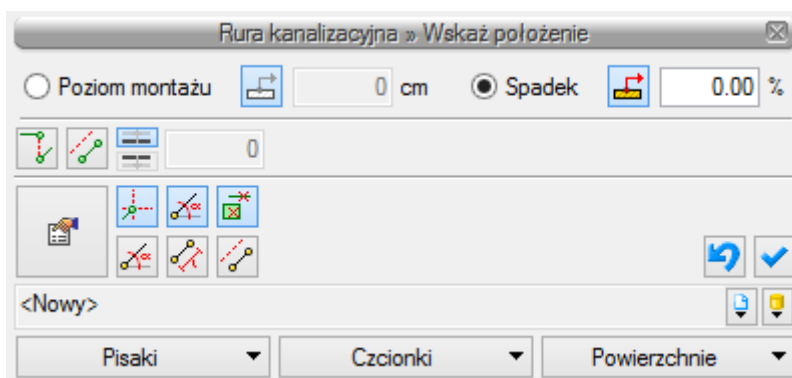 Rura kanalizacyjna » Wskaż położenie
Poziom montażu 0 cm Spadek 0.00 %
0
<Nowy>
Pisaki Czcionki Powierzchnie